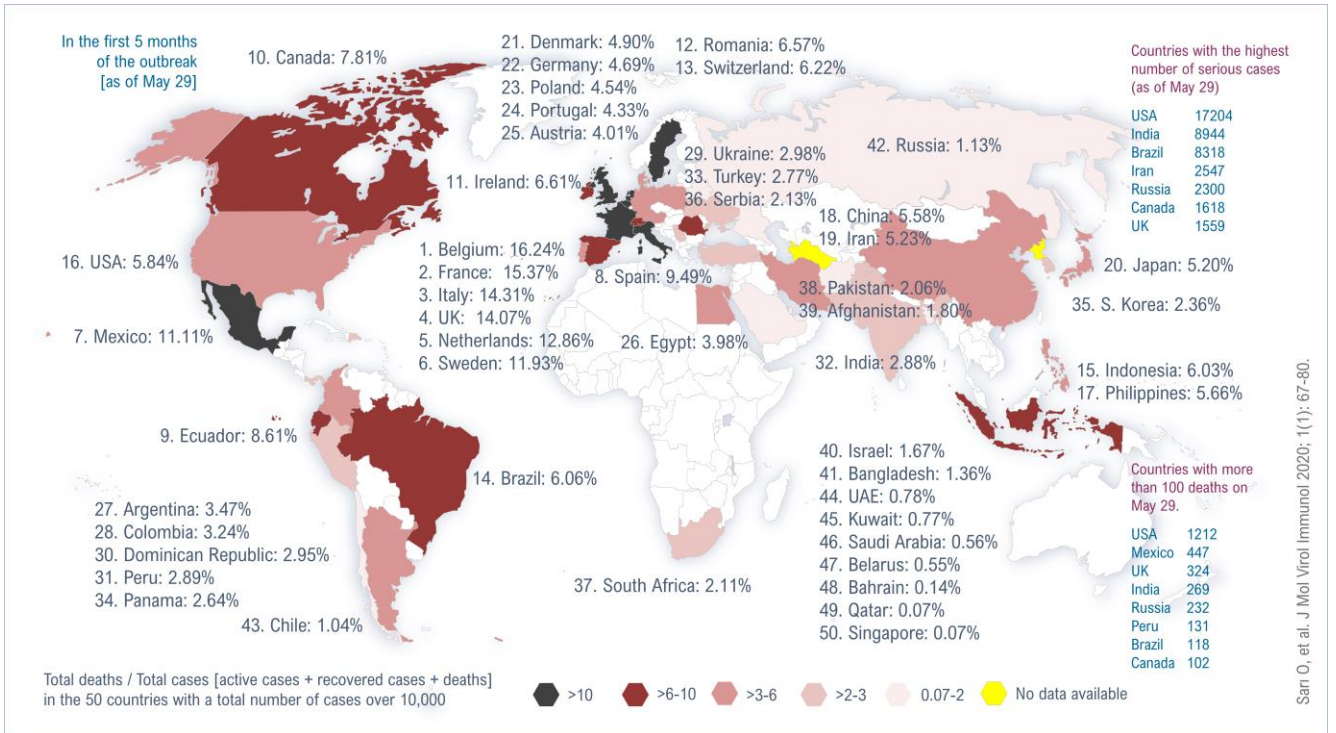 In the first 5 months
of the outbreak
[as of May 29]
10. Canada: 7.81%
21. Denmark: 4.90%
22. Germany: 4.69%
23. Poland: 4.54%
24. Portugal: 4.33%
25. Austria: 4.01%
12. Romania: 6.57%
13. Switzerland: 6.22%
Countries with the highest
number of serious cases
(as of May 29)
USA 17204
India 8944
Brazil 8318
Iran 2547
Russia 2300
Canada 1618
UK 1559
42. Russia: 1.13%
11. Ireland: 6.61%
29. Ukraine: 2.98%
33. Turkey: 2.77%
36. Serbia: 2.13%
18. China: 5.58%
19. Iran: 5.23%
16. USA: 5.84%
1. Belgium: 16.24%
2. France: 15.37%
3. Italy: 14.31%
4. UK: 14.07%
5. Netherlands: 12.86%
6. Sweden: 11.93%
8. Spain: 9.49%
20. Japan: 5.20%
38. Pakistan: 2.06%
39. Afghanistan: 1.80%
35. S. Korea: 2.36%
7. Mexico: 11.11%
26. Egypt: 3.98%
32. India: 2.88%
15. Indonesia: 6.03%
17. Philippines: 5.66%
9. Ecuador: 8.61%
14. Brazil: 6.06%
40. Israel: 1.67%
41. Bangladesh: 1.36%
44. UAE: 0.78%
45. Kuwait: 0.77%
46. Saudi Arabia: 0.56%
47. Belarus: 0.55%
48. Bahrain: 0.14%
49. Qatar: 0.07%
50. Singapore: 0.07%
Countries with more
than 100 deaths on
May 29.
USA 1212
Mexico 447
UK 324
India 269
Russia 232
Peru 131
Brazil 118
Canada 102
27. Argentina: 3.47%
28. Colombia: 3.24%
30. Dominican Republic: 2.95%
31. Peru: 2.89%
34. Panama: 2.64%
43. Chile: 1.04%
37. South Africa: 2.11%
Total deaths / Total cases [active cases + recovered cases + deaths]
in the 50 countries with a total number of cases over 10,000
>10
>6-10
>3-6
>2-3
0.07-2
No data available
Sarı O, et al. J Mol Virol Immunol 2020; 1(1): 67-80.